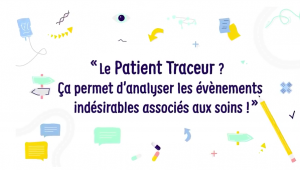 « Le Patient Traceur ?
Ça permet d’analyser les évènements
indésirables associés aux soins ! »